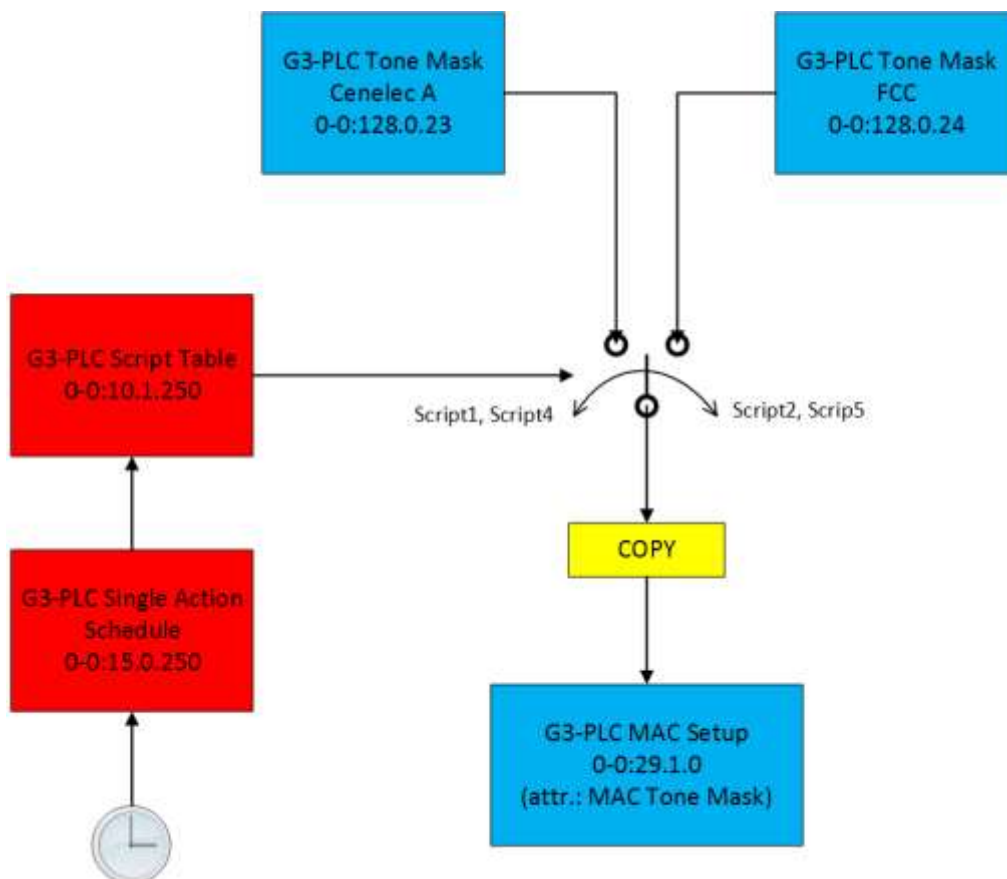 G3-PLC Tone Mask
Cenelec A
0-0:128.0.23
G3-PLC Tone Mask
FCC
0-0:128.0.24
G3-PLC Script Table
0-0:10.1.250
Script1, Script4
Script2, Scrip5
COPY
G3-PLC Single Action
Schedule
0-0:15.0.250
G3-PLC MAC Setup
0-0:29.1.0
(attr.: MAC Tone Mask)